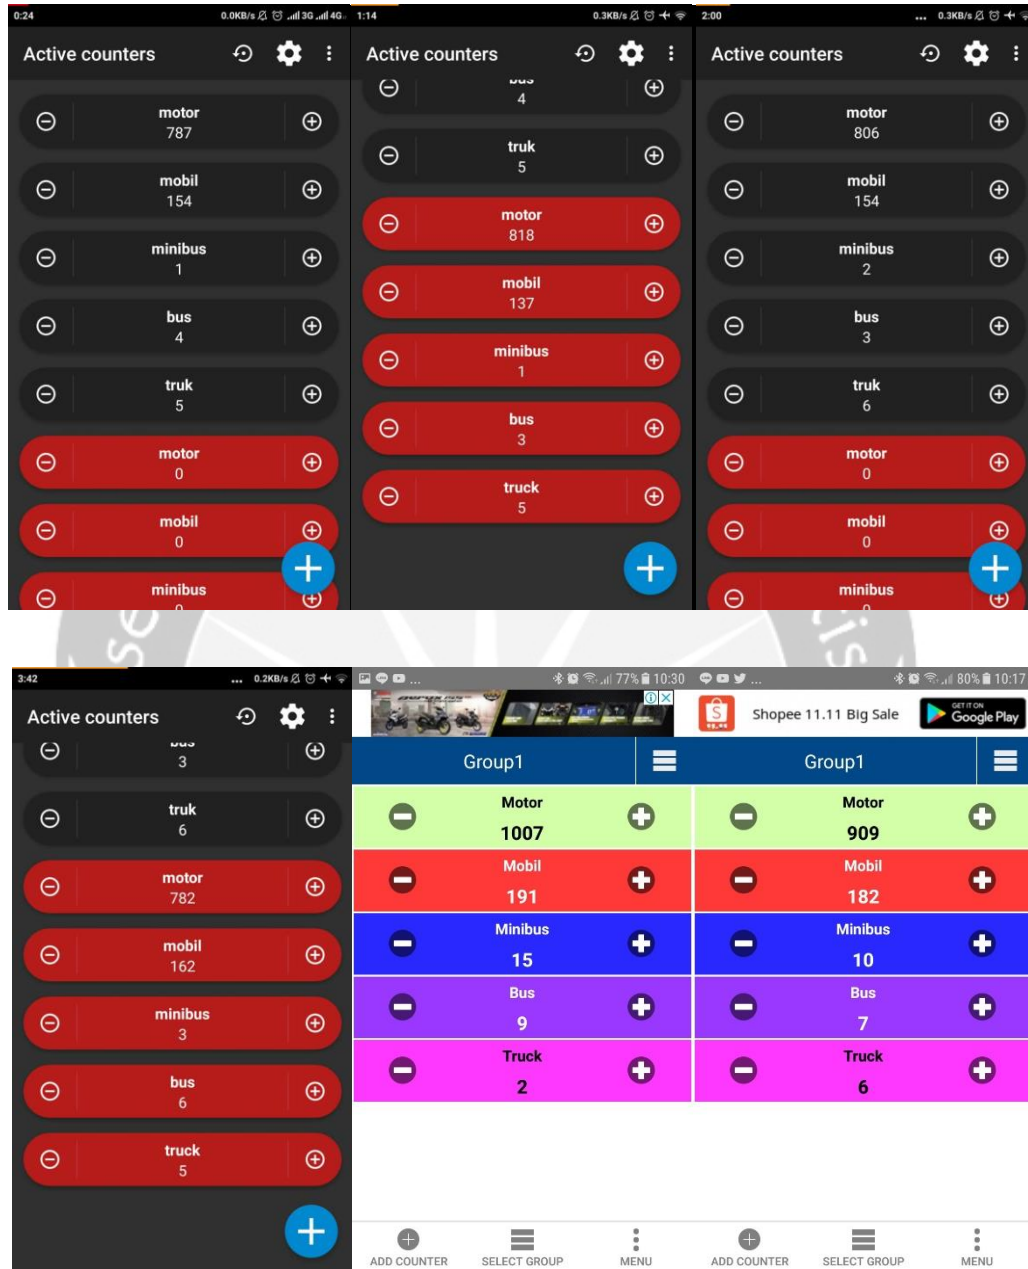 0:24 0.0KB/s 3G 4G
Active counters
motor
787
mobil
154
minibus
1
bus
4
truk
5
motor
0
mobil
0
minibus
0
1:14 0.3KB/s
Active counters
bus
4
truk
5
motor
818
mobil
137
minibus
1
bus
3
truck
5
2:00 ... 0.3KB/s
Active counters
motor
806
mobil
154
minibus
2
bus
3
truk
6
motor
0
mobil
0
minibus
0
3:42 ... 0.2KB/s
Active counters
bus
3
truk
6
motor
782
mobil
162
minibus
3
bus
6
truck
5
... 77% 10:30
Group1
Motor
1007
Mobil
191
Minibus
15
Bus
9
Truck
2
ADD COUNTER SELECT GROUP MENU
... 80% 10:17
Shopee 11.11 Big Sale
GET IT ON
Google Play
Group1
Motor
909
Mobil
182
Minibus
10
Bus
7
Truck
6
ADD COUNTER SELECT GROUP MENU